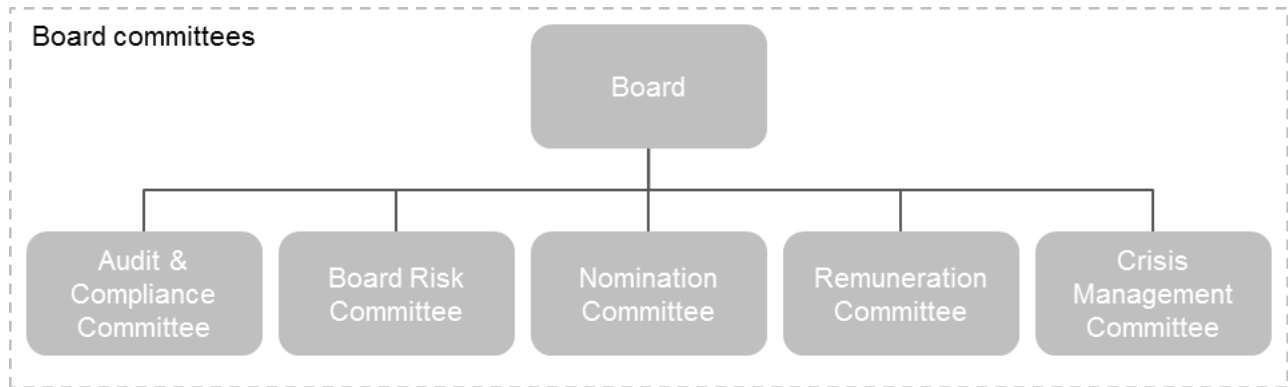 Board committees
Board
Audit &
Compliance
Committee
Board Risk
Committee
Nomination
Committee
Remuneration
Committee
Crisis
Management
Committee